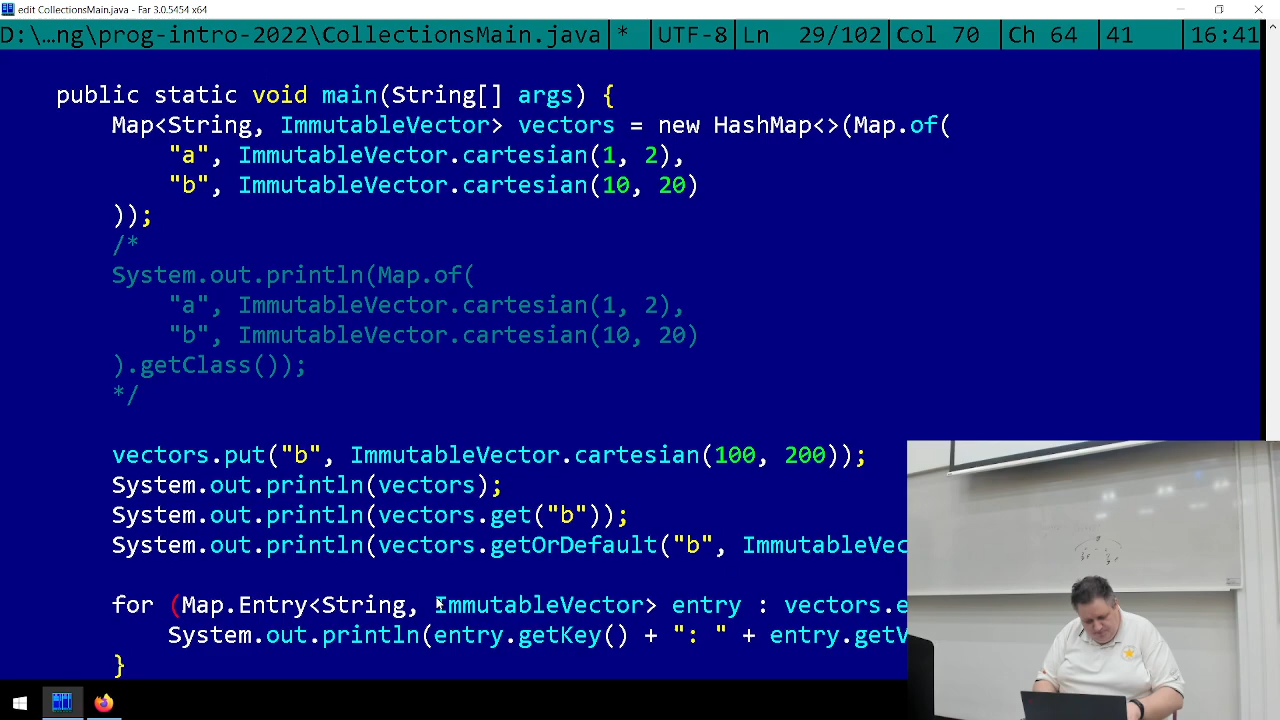 edit CollectionsMain.java - Far 3.0.5454 x64
D:\…ng\prog-intro-2022\CollectionsMain.java * UTF-8 Ln 29/102 Col 70 Ch 64 41 16:41
public static void main(String[] args) {
Map<String, ImmutableVector> vectors = new HashMap<>(Map.of(
"a", ImmutableVector.cartesian(1, 2),
"b", ImmutableVector.cartesian(10, 20)
));
/*
System.out.println(Map.of(
"a", ImmutableVector.cartesian(1, 2),
"b", ImmutableVector.cartesian(10, 20)
).getClass());
*/
vectors.put("b", ImmutableVector.cartesian(100, 200));
System.out.println(vectors);
System.out.println(vectors.get("b"));
System.out.println(vectors.getOrDefault("b", ImmutableVec
for (Map.Entry<String, ImmutableVector> entry : vectors.e
System.out.println(entry.getKey() + ": " + entry.getV
}